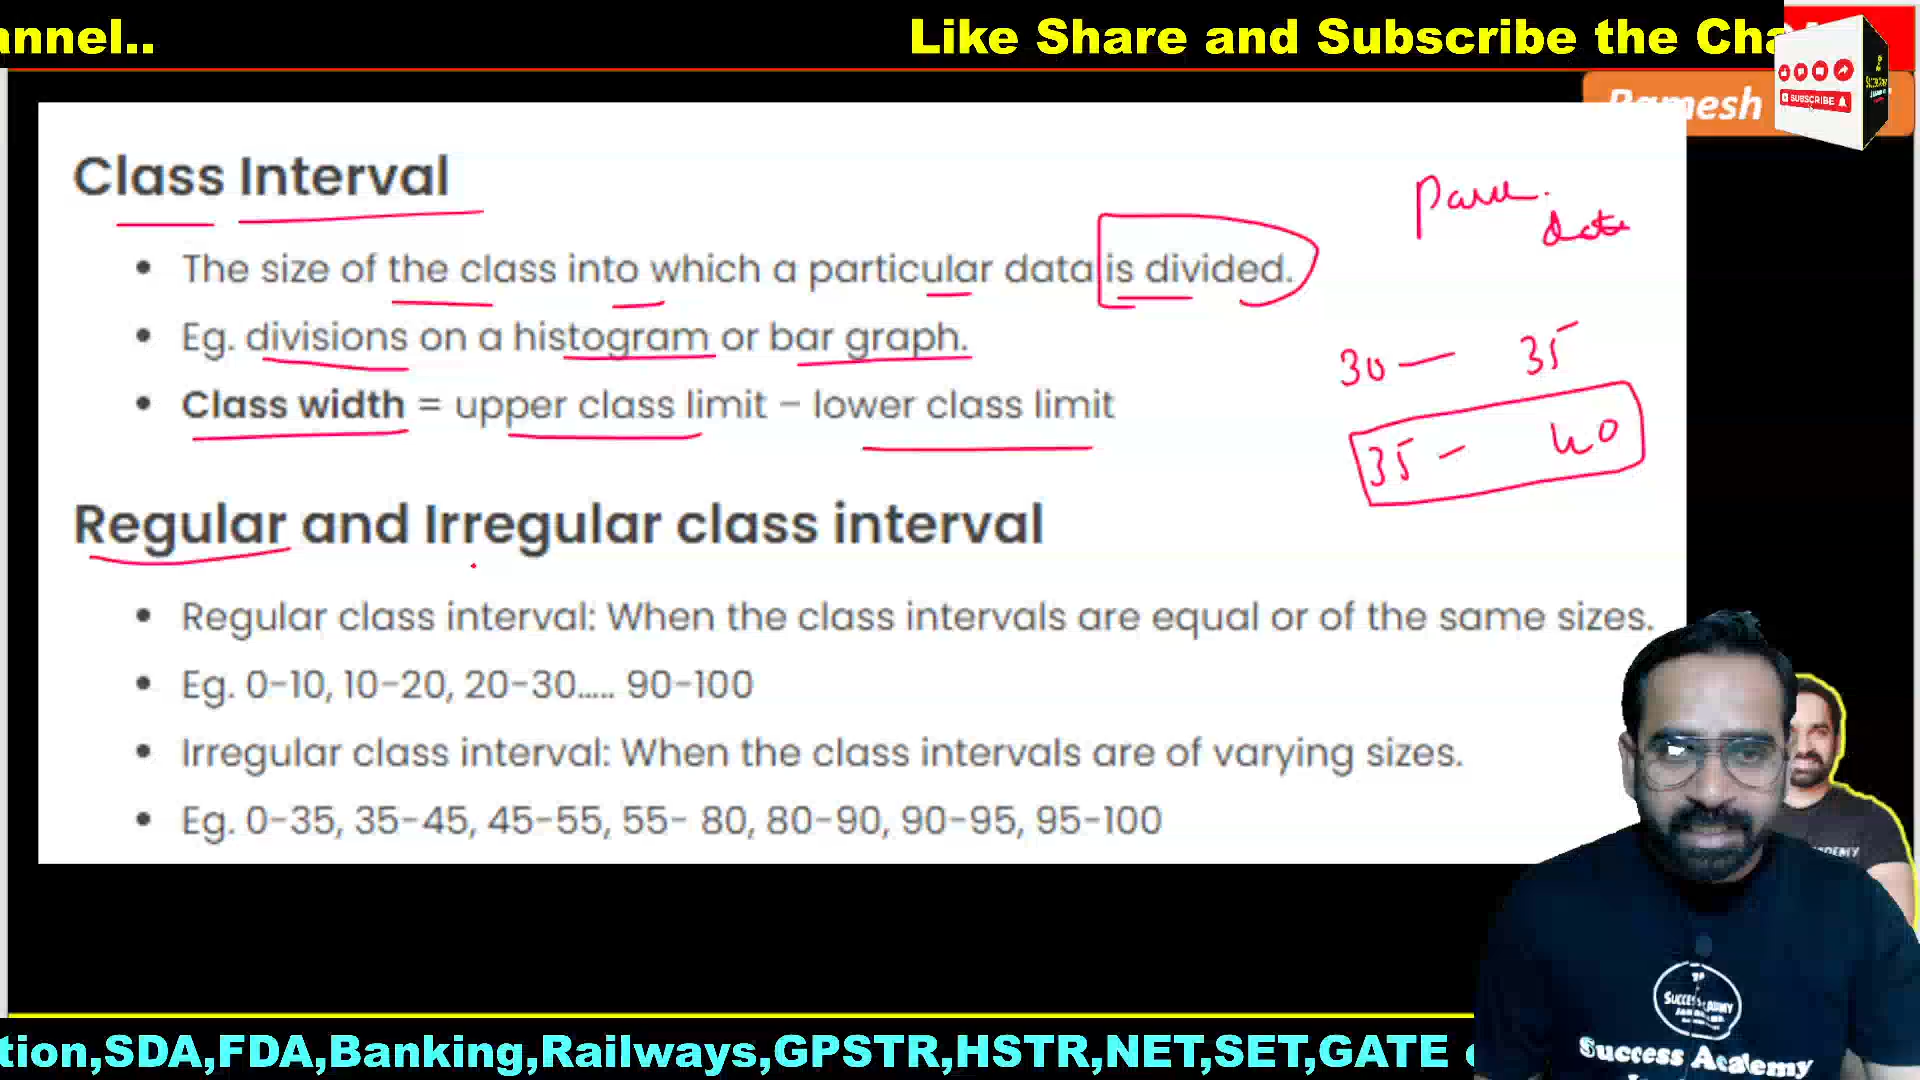 annel..
Like Share and Subscribe the Cha
Ramesh
SUBSCRIBE
Class Interval
• The size of the class into which a particular data is divided.
• Eg. divisions on a histogram or bar graph.
• Class width = upper class limit – lower class limit
data
30 — 35
35 - 40
Regular and Irregular class interval
• Regular class interval: When the class intervals are equal or of the same sizes.
• Eg. 0-10, 10-20, 20-30..... 90-100
• Irregular class interval: When the class intervals are of varying sizes.
• Eg. 0-35, 35-45, 45-55, 55- 80, 80-90, 90-95, 95-100
Success Academy
tion,SDA,FDA,Banking,Railways,GPSTR,HSTR,NET,SET,GATE